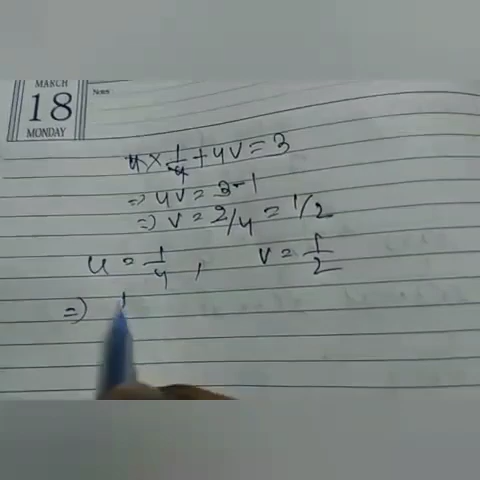 MARCH
18
MONDAY
Notes
4 × 1/4 + 4v = 3
⇒ 4v = 3 - 1
⇒ v = 2/4 = 1/2
u = 1/4 , v = 1/2
⇒ 1